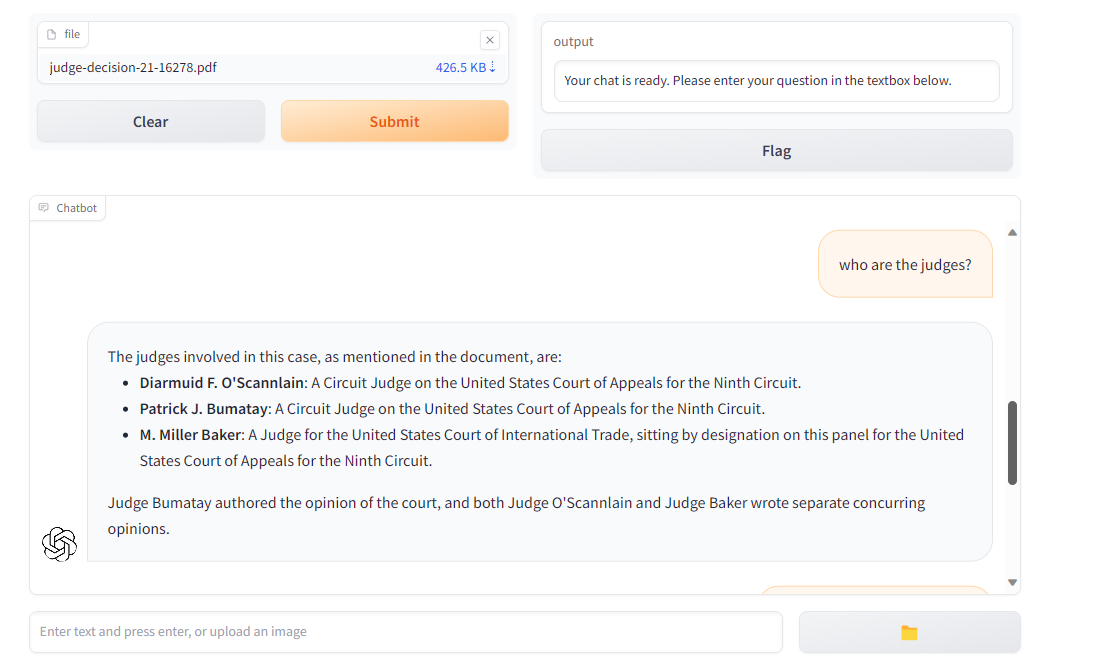 file
judge-decision-21-16278.pdf
426.5 KB ↓
Clear
Submit
output
Your chat is ready. Please enter your question in the textbox below.
Flag
Chatbot
who are the judges?
The judges involved in this case, as mentioned in the document, are:
• Diarmuid F. O'Scannlain: A Circuit Judge on the United States Court of Appeals for the Ninth Circuit.
• Patrick J. Bumatay: A Circuit Judge on the United States Court of Appeals for the Ninth Circuit.
• M. Miller Baker: A Judge for the United States Court of International Trade, sitting by designation on this panel for the United
States Court of Appeals for the Ninth Circuit.
Judge Bumatay authored the opinion of the court, and both Judge O'Scannlain and Judge Baker wrote separate concurring
opinions.
Enter text and press enter, or upload an image